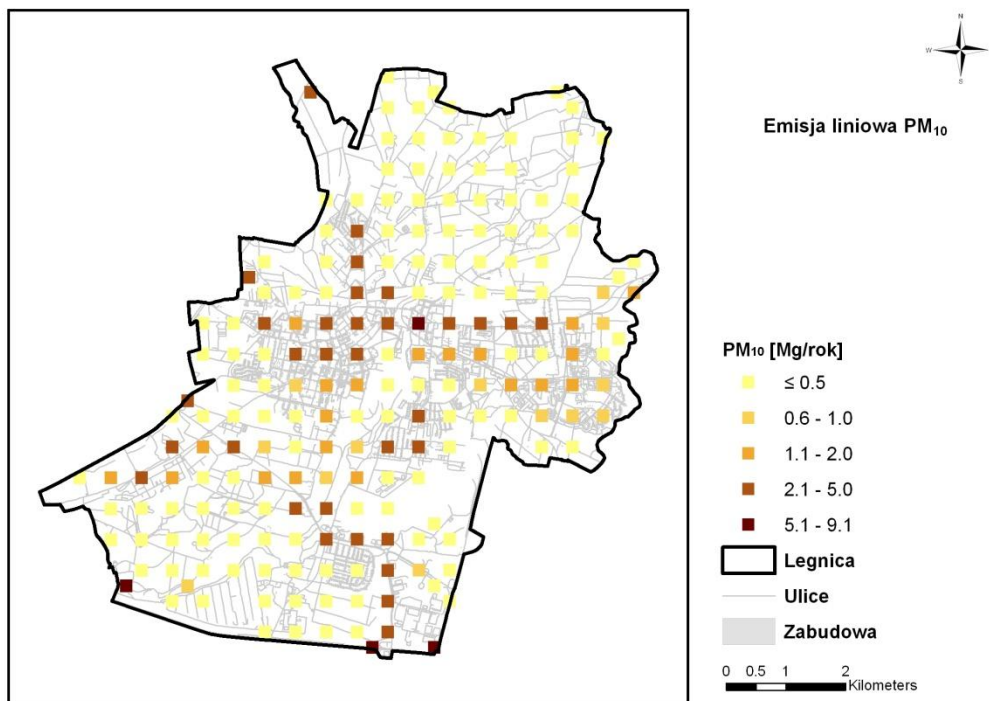 N
W E
S
Emisja liniowa PM₁₀
PM₁₀ [Mg/rok]
≤ 0.5
0.6 - 1.0
1.1 - 2.0
2.1 - 5.0
5.1 - 9.1
Legnica
Ulice
Zabudowa
0 0.5 1 2
Kilometers